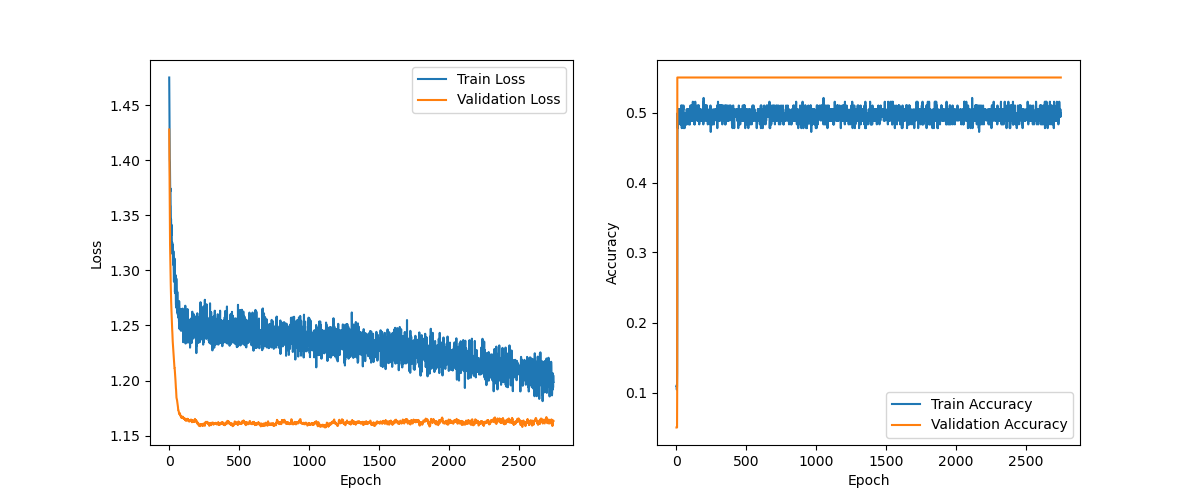 Train Loss
Validation Loss
1.45
1.40
1.35
1.30
1.25
1.20
1.15
Loss
0 500 1000 1500 2000 2500
Epoch
0.5
0.4
0.3
0.2
0.1
Accuracy
Train Accuracy
Validation Accuracy
0 500 1000 1500 2000 2500
Epoch